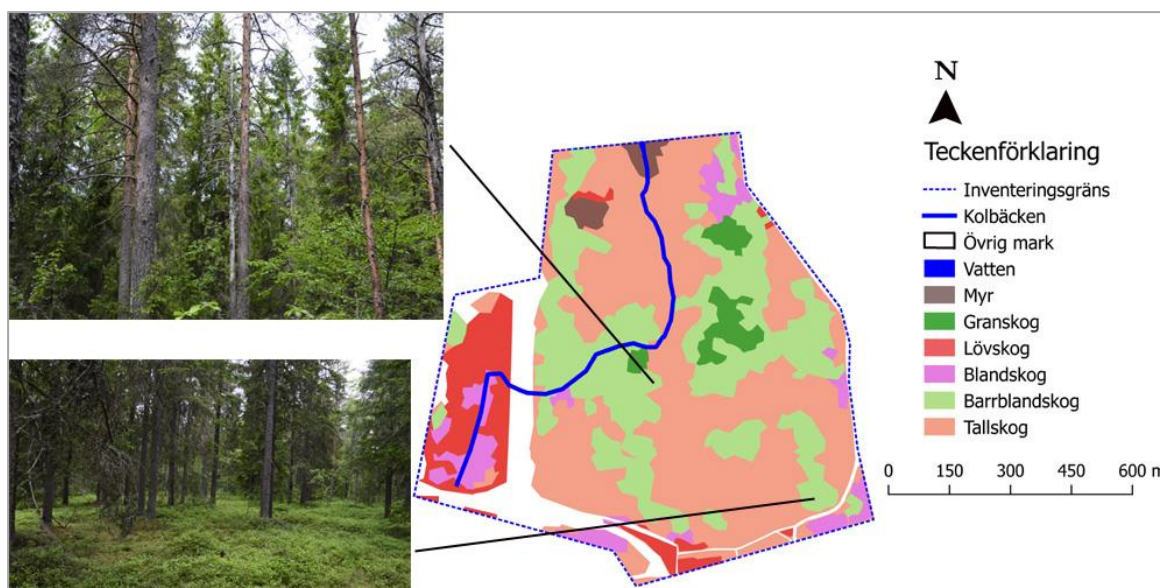 N
Teckenförklaring
Inventeringsgräns
Kolbäcken
Övrig mark
Vatten
Myr
Granskog
Lövskog
Blandskog
Barrblandskog
Tallskog
0 150 300 450 600 m